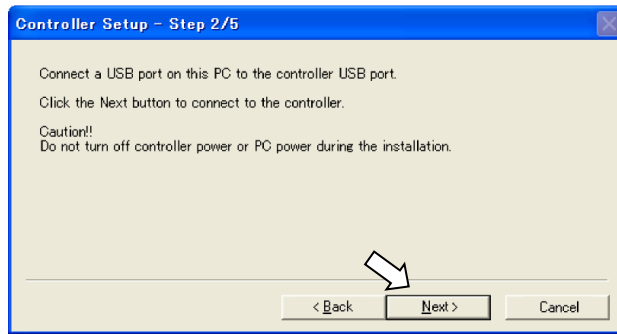 Controller Setup - Step 2/5
Connect a USB port on this PC to the controller USB port.
Click the Next button to connect to the controller.
Caution!!
Do not turn off controller power or PC power during the installation.
< Back
Next >
Cancel